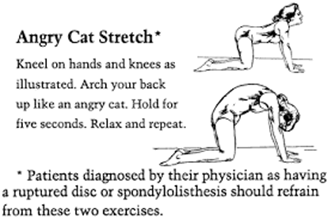 Angry Cat Stretch*
Kneel on hands and knees as
illustrated. Arch your back
up like an angry cat. Hold for
five seconds. Relax and repeat.
* Patients diagnosed by their physician as having
a ruptured disc or spondylolisthesis should refrain
from these two exercises.